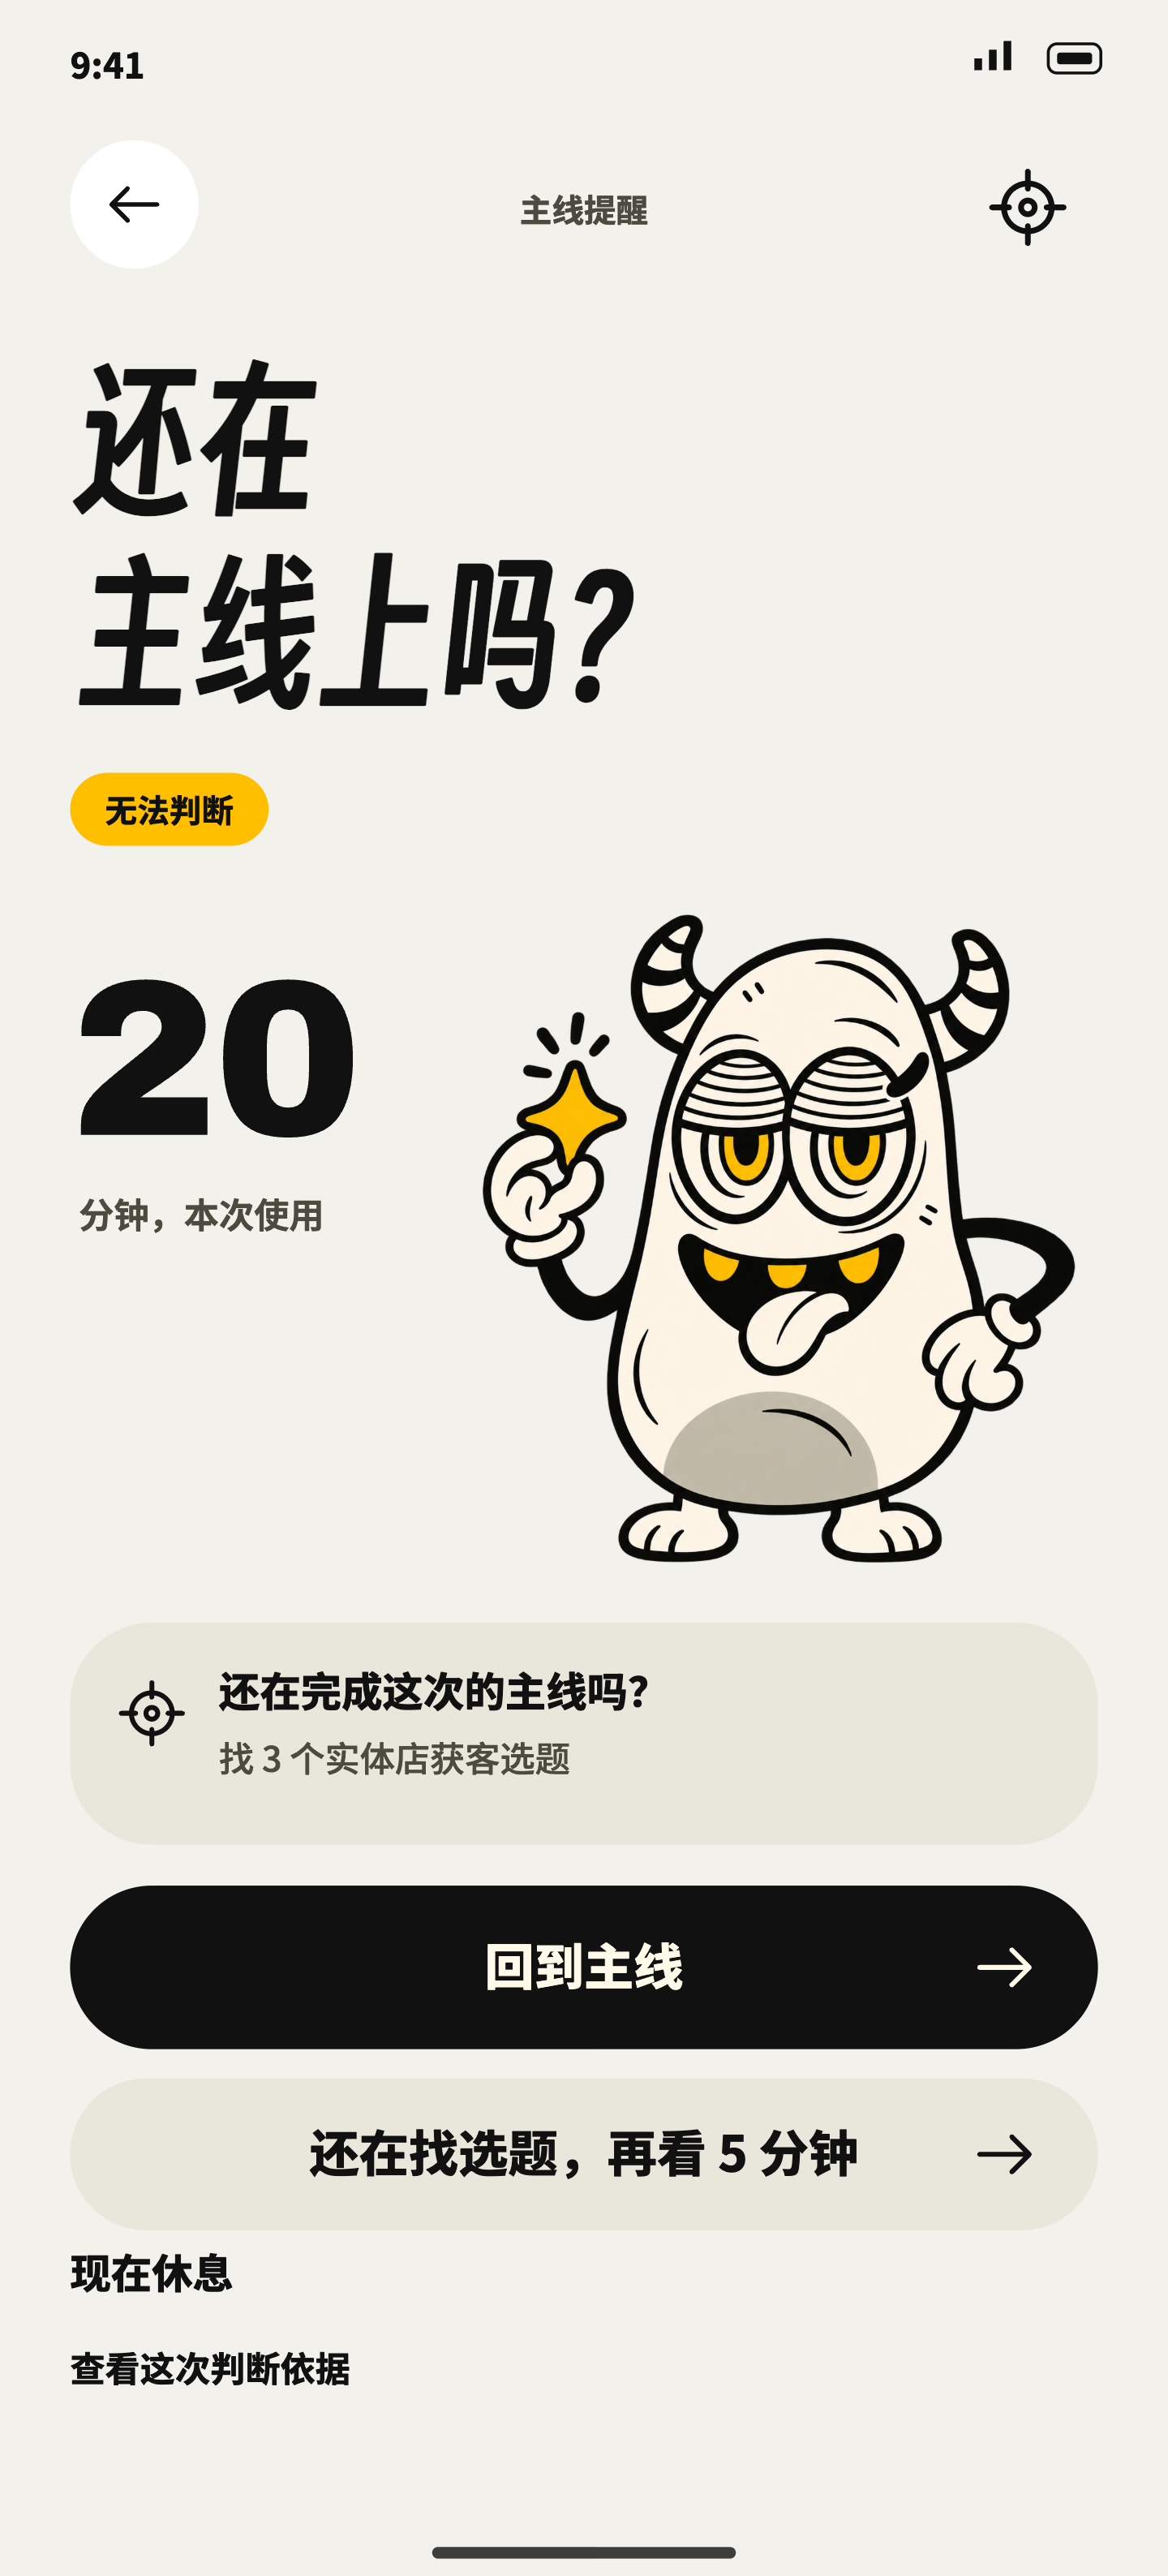 9:41
主线提醒
还在
主线上吗?
无法判断
20
分钟，本次使用
还在完成这次的主线吗?
找 3 个实体店获客选题
回到主线
还在找选题，再看 5 分钟
现在休息
查看这次判断依据